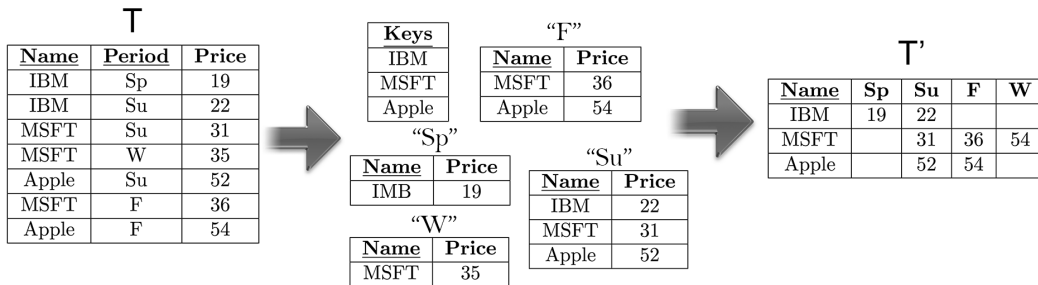 T
Name Period Price
IBM Sp 19
IBM Su 22
MSFT Su 31
MSFT W 35
Apple Su 52
MSFT F 36
Apple F 54
Keys
IBM
MSFT
Apple
“F”
Name Price
MSFT 36
Apple 54
“Sp”
Name Price
IMB 19
“W”
Name Price
MSFT 35
“Su”
Name Price
IBM 22
MSFT 31
Apple 52
T’
Name Sp Su F W
IBM 19 22
MSFT 31 36 54
Apple 52 54